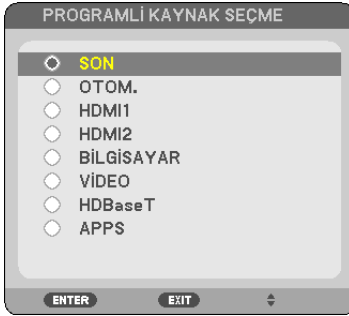 PROGRAMLİ KAYNAK SEÇME
SON
OTOM.
HDMI1
HDMI2
BİLGİSAYAR
VİDEO
HDBaseT
APPS
ENTER EXIT